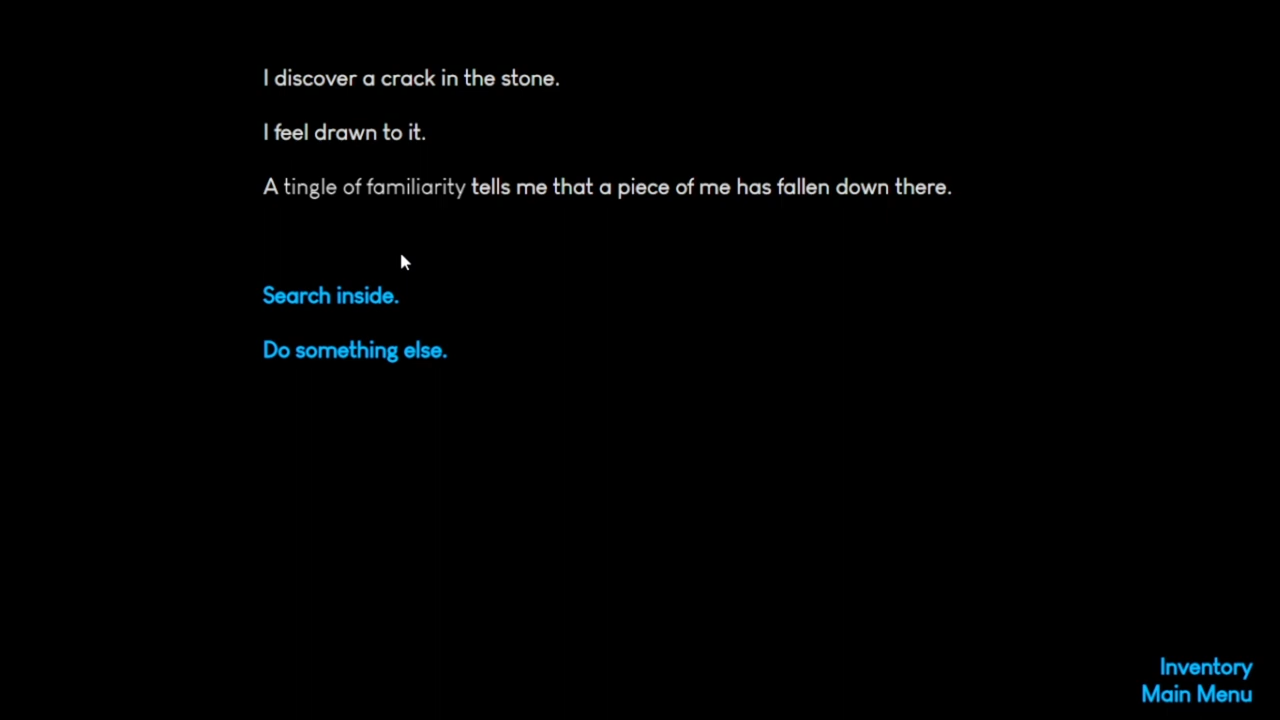 I discover a crack in the stone.
I feel drawn to it.
A tingle of familiarity tells me that a piece of me has fallen down there.
Search inside.
Do something else.
Inventory
Main Menu